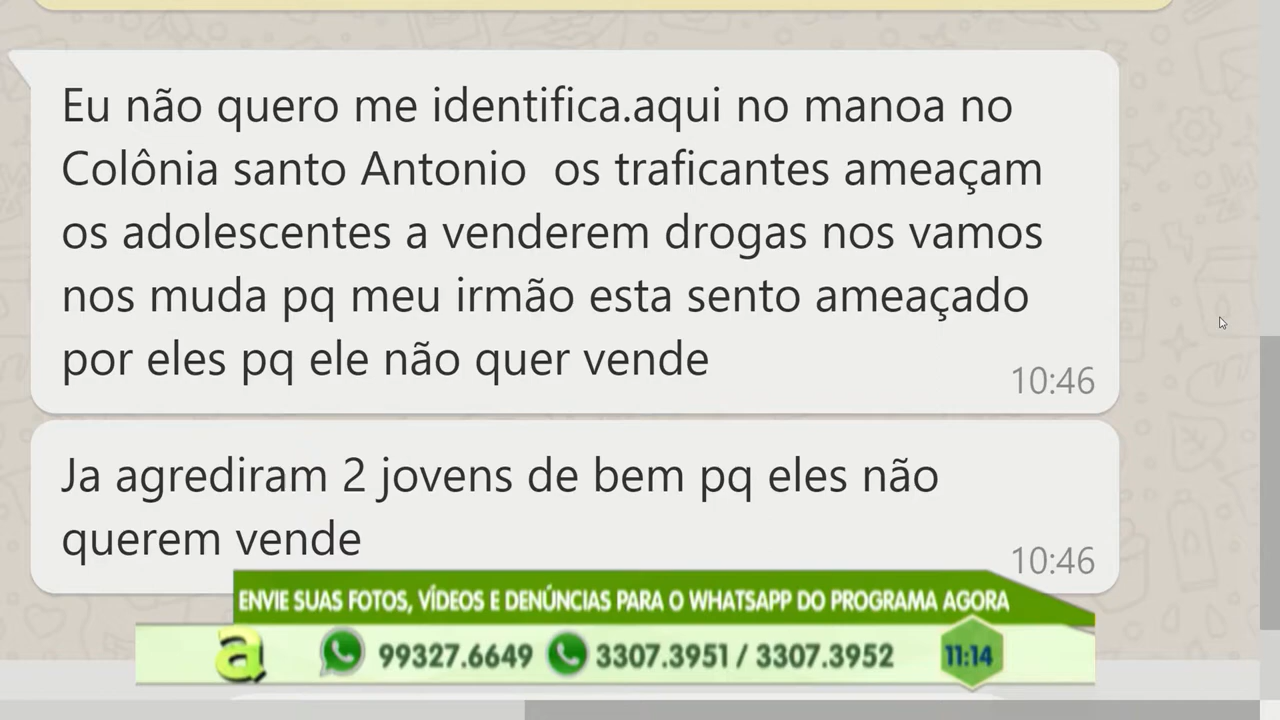 Eu não quero me identifica.aqui no manoa no
Colônia santo Antonio  os traficantes ameaçam
os adolescentes a venderem drogas nos vamos
nos muda pq meu irmão esta sento ameaçado
por eles pq ele não quer vende
10:46
Ja agrediram 2 jovens de bem pq eles não
querem vende
10:46
ENVIE SUAS FOTOS, VÍDEOS E DENÚNCIAS PARA O WHATSAPP DO PROGRAMA AGORA
a 99327.6649 3307.3951 / 3307.3952 11:14